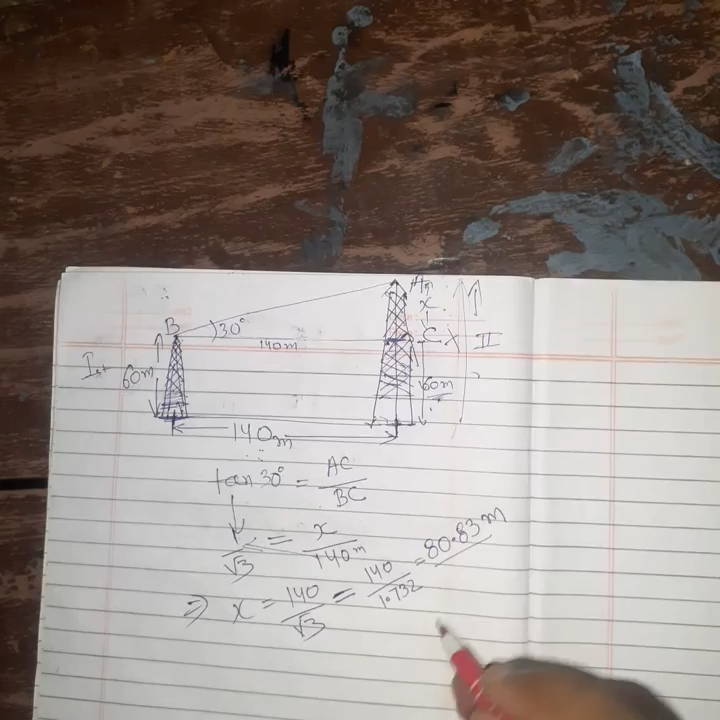 A
x
B
30°
C
II
140m
Ist
60m
60m
140m
tan 30° = AC/BC
1/√3 = x/140m
⇒ x = 140/√3 = 140/1.732 = 80.83m